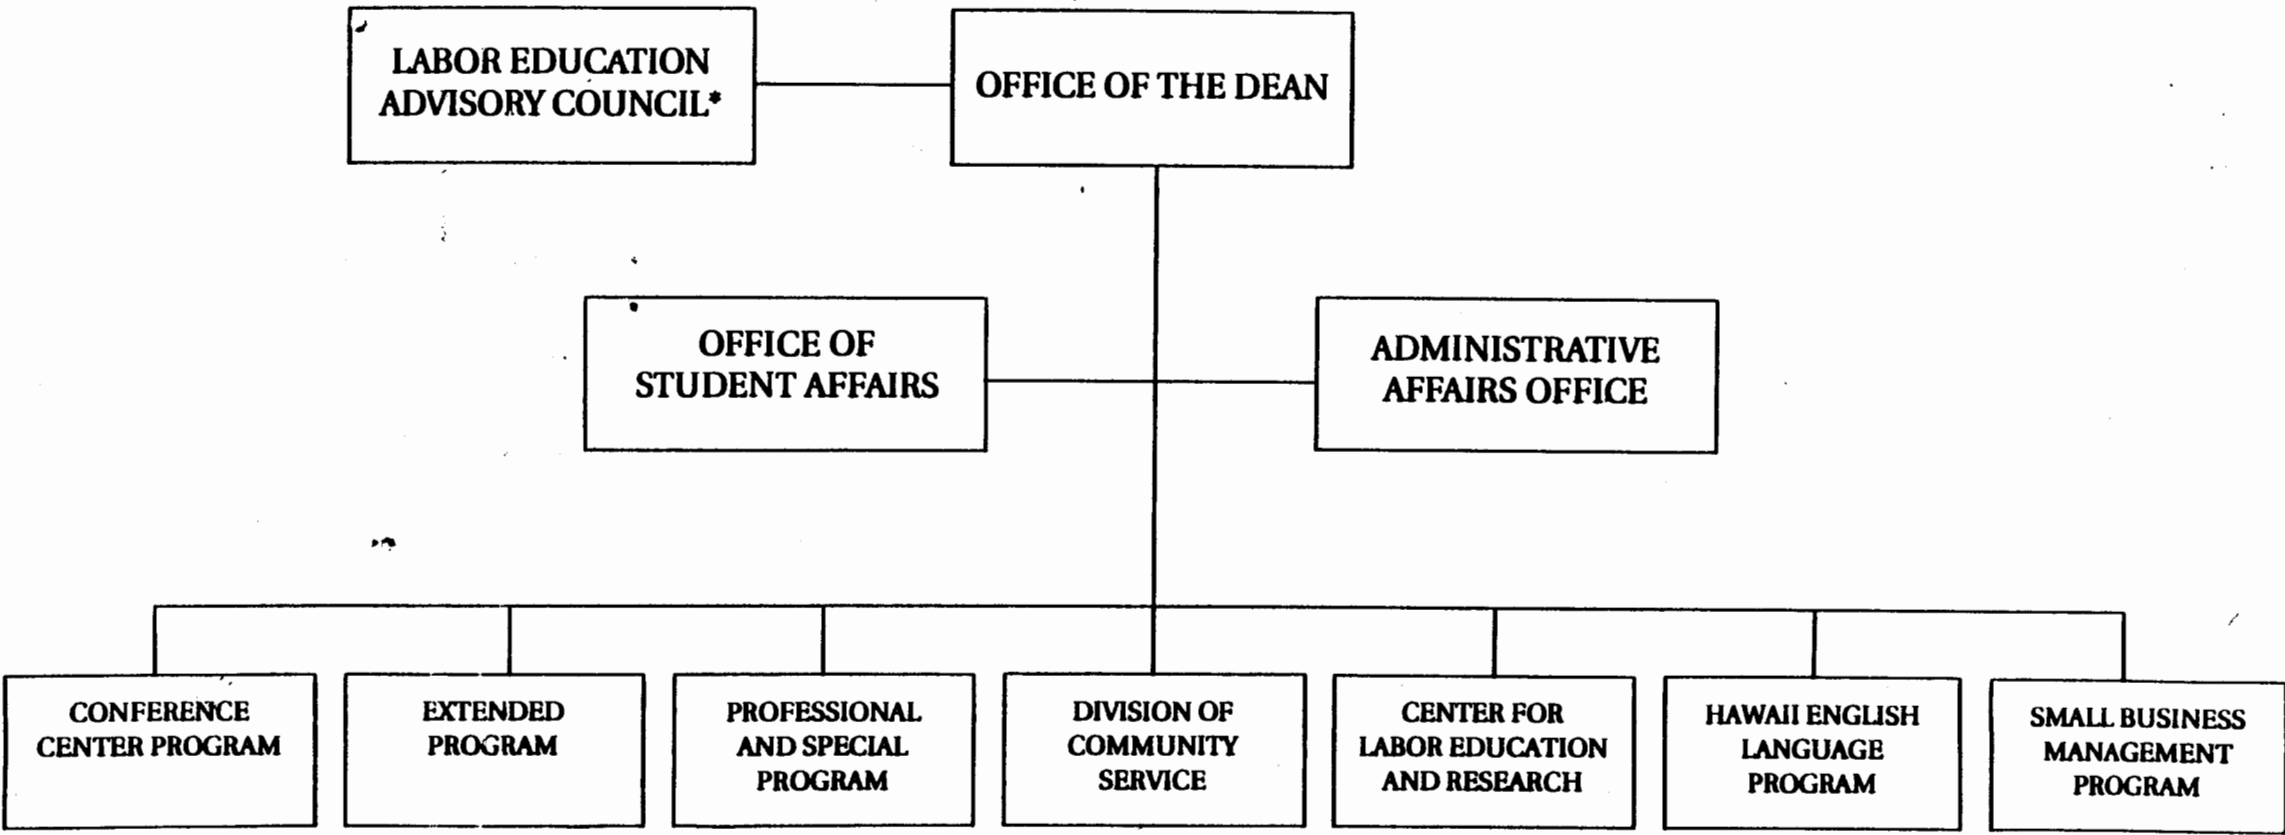 LABOR EDUCATION
ADVISORY COUNCIL*
OFFICE OF THE DEAN
OFFICE OF
STUDENT AFFAIRS
ADMINISTRATIVE
AFFAIRS OFFICE
CONFERENCE
CENTER PROGRAM
EXTENDED
PROGRAM
PROFESSIONAL
AND SPECIAL
PROGRAM
DIVISION OF
COMMUNITY
SERVICE
CENTER FOR
LABOR EDUCATION
AND RESEARCH
HAWAII ENGLISH
LANGUAGE
PROGRAM
SMALL BUSINESS
MANAGEMENT
PROGRAM